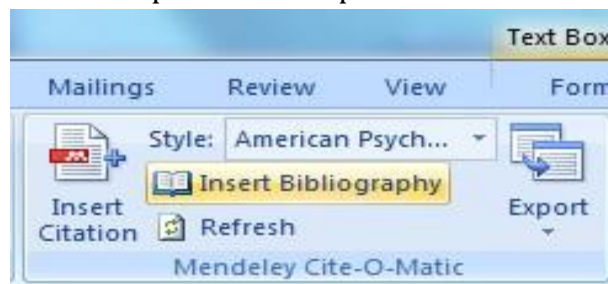 Text Box
Mailings Review View Form
Style: American Psych...
Insert Bibliography
Insert Citation
Refresh
Export
Mendeley Cite-O-Matic